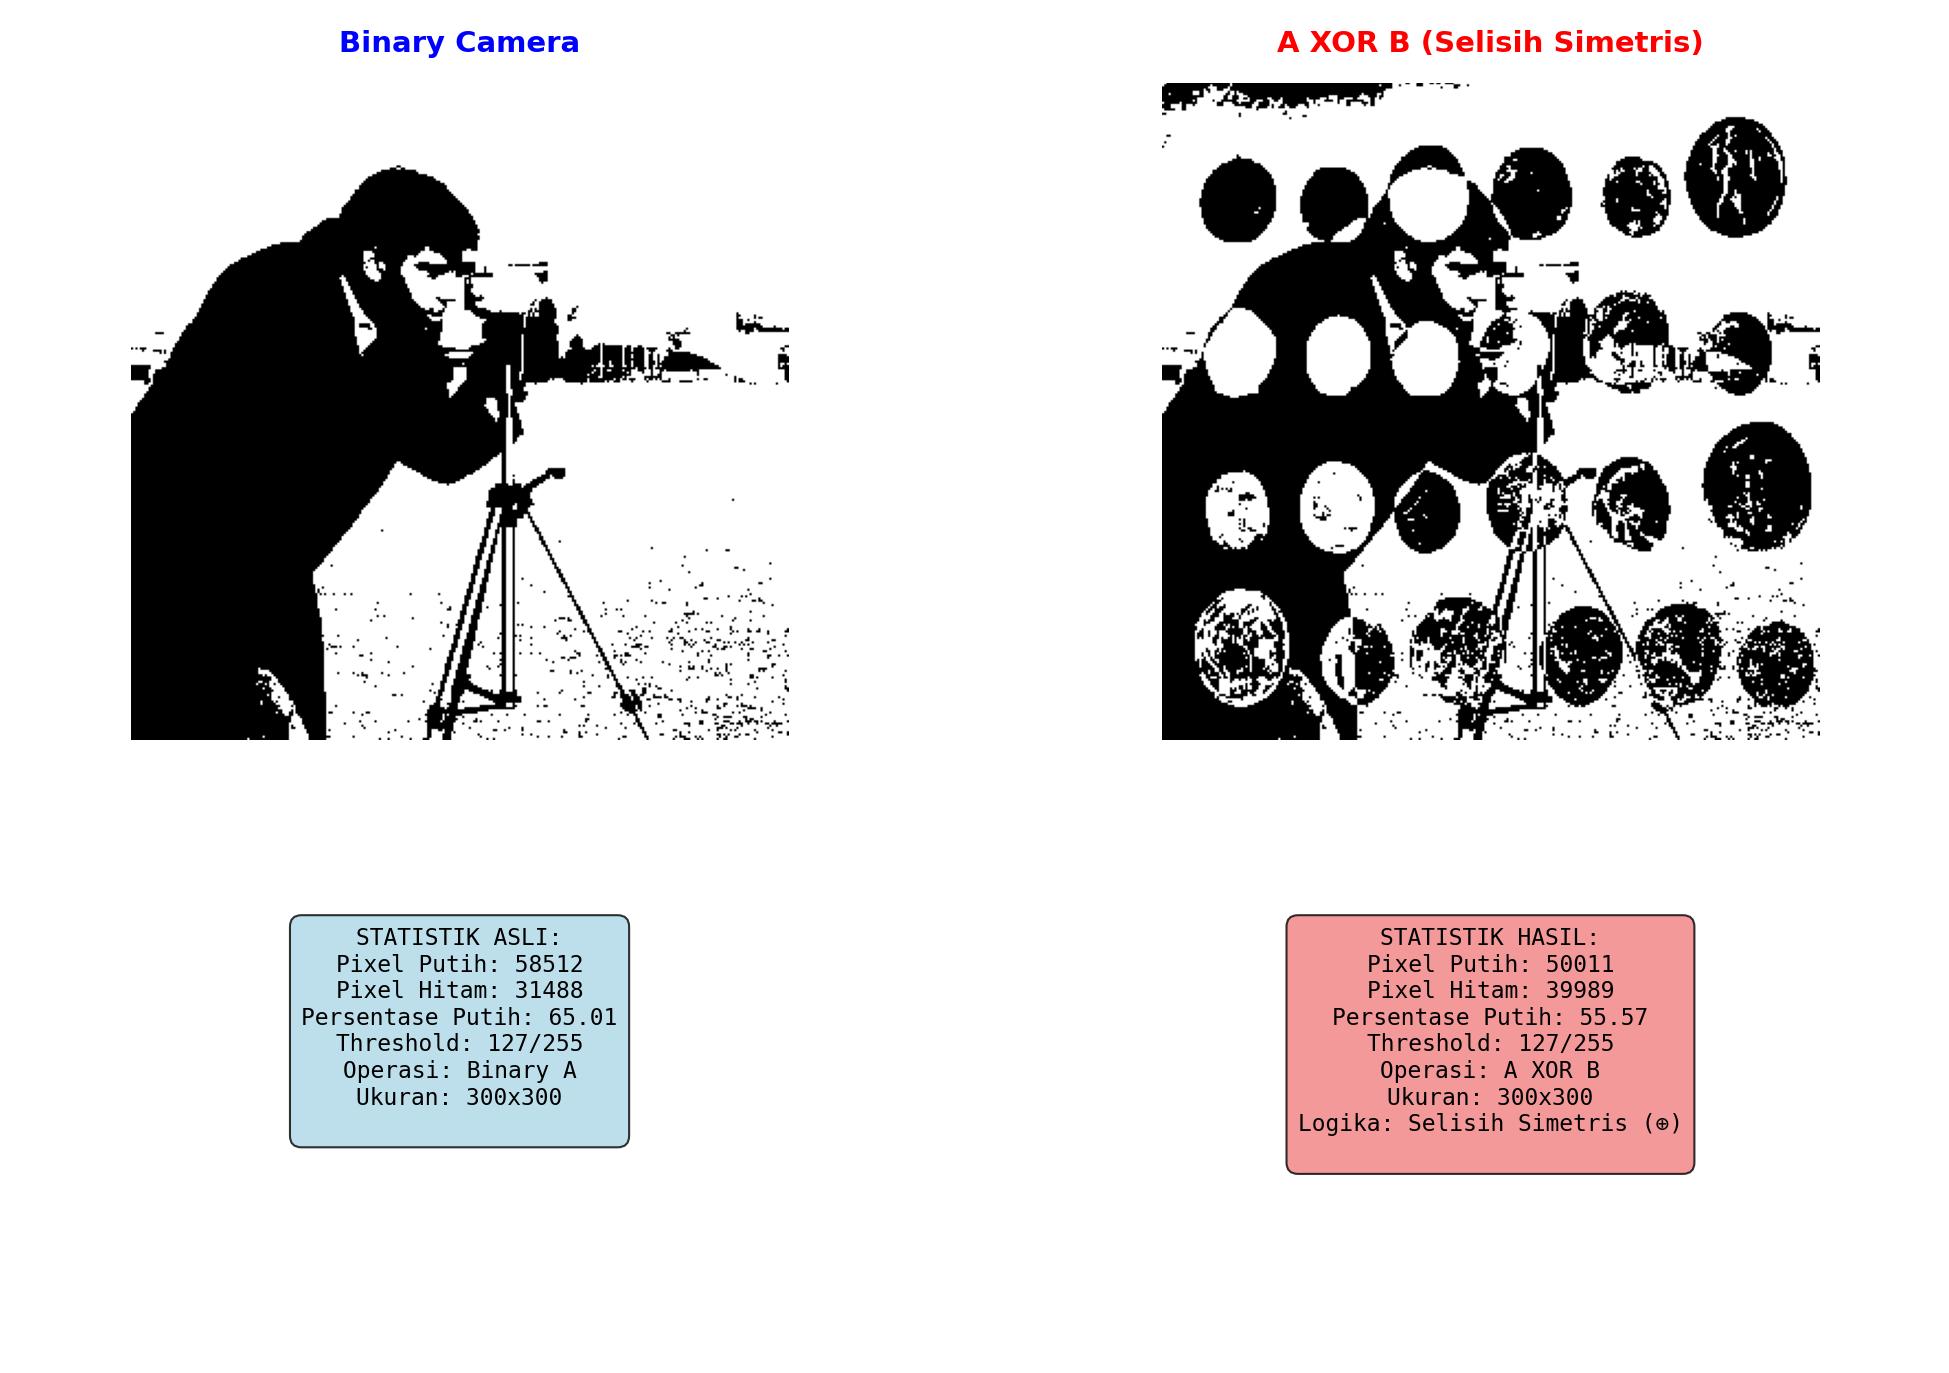 Binary Camera
A XOR B (Selisih Simetris)
STATISTIK ASLI:
Pixel Putih: 58512
Pixel Hitam: 31488
Persentase Putih: 65.01
Threshold: 127/255
Operasi: Binary A
Ukuran: 300x300
STATISTIK HASIL:
Pixel Putih: 50011
Pixel Hitam: 39989
Persentase Putih: 55.57
Threshold: 127/255
Operasi: A XOR B
Ukuran: 300x300
Logika: Selisih Simetris (⊕)